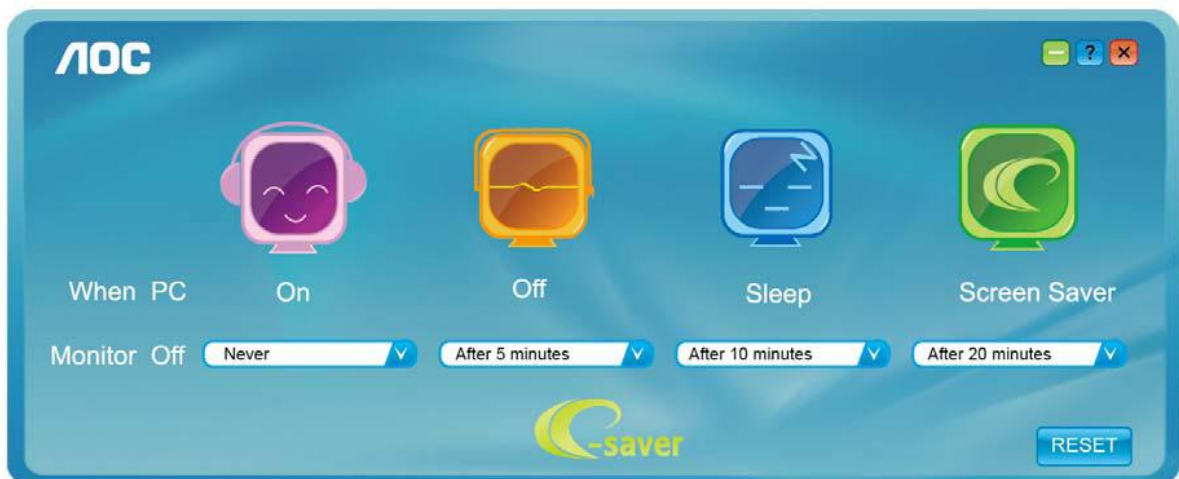 AOC
?
When PC On Off Sleep Screen Saver
Monitor Off Never After 5 minutes After 10 minutes After 20 minutes
e-saver
RESET